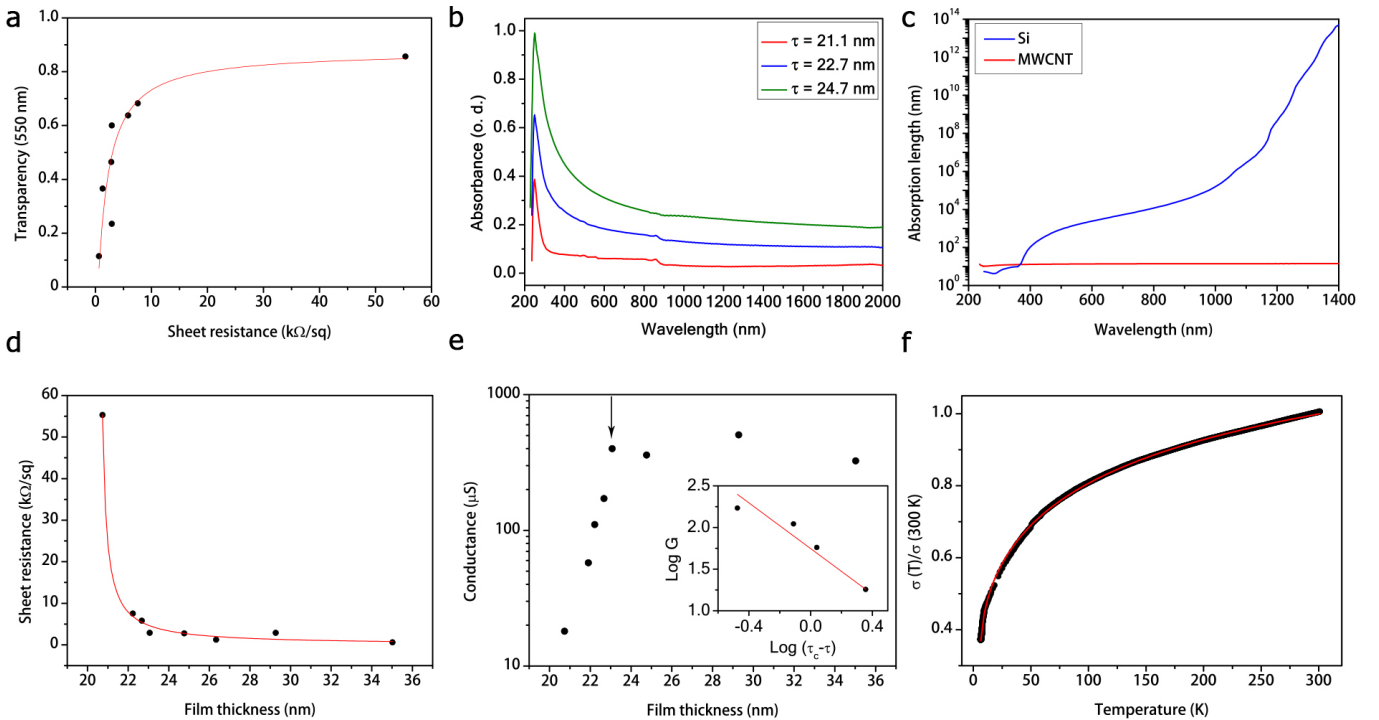 a
1.0
0.8
0.6
0.4
0.2
0.0
Transparency (550 nm)
0 10 20 30 40 50 60
Sheet resistance (kΩ/sq)
b
1.0
0.8
0.6
0.4
0.2
0.0
Absorbance (o. d.)
τ = 21.1 nm
τ = 22.7 nm
τ = 24.7 nm
200 400 600 800 1000 1200 1400 1600 1800 2000
Wavelength (nm)
c
10^14
10^12
10^10
10^8
10^6
10^4
10^2
10^0
Absorption length (nm)
Si
MWCNT
200 400 600 800 1000 1200 1400
Wavelength (nm)
d
60
55
50
45
40
35
30
25
20
15
10
5
0
Sheet resistance (kΩ/sq)
20 22 24 26 28 30 32 34 36
Film thickness (nm)
e
1000
100
10
Conductance (μS)
2.5
2.0
1.5
1.0
Log G
-0.4 0.0 0.4
Log (τc-τ)
20 22 24 26 28 30 32 34 36
Film thickness (nm)
f
1.0
0.8
0.6
0.4
σ (T)/σ (300 K)
0 50 100 150 200 250 300
Temperature (K)